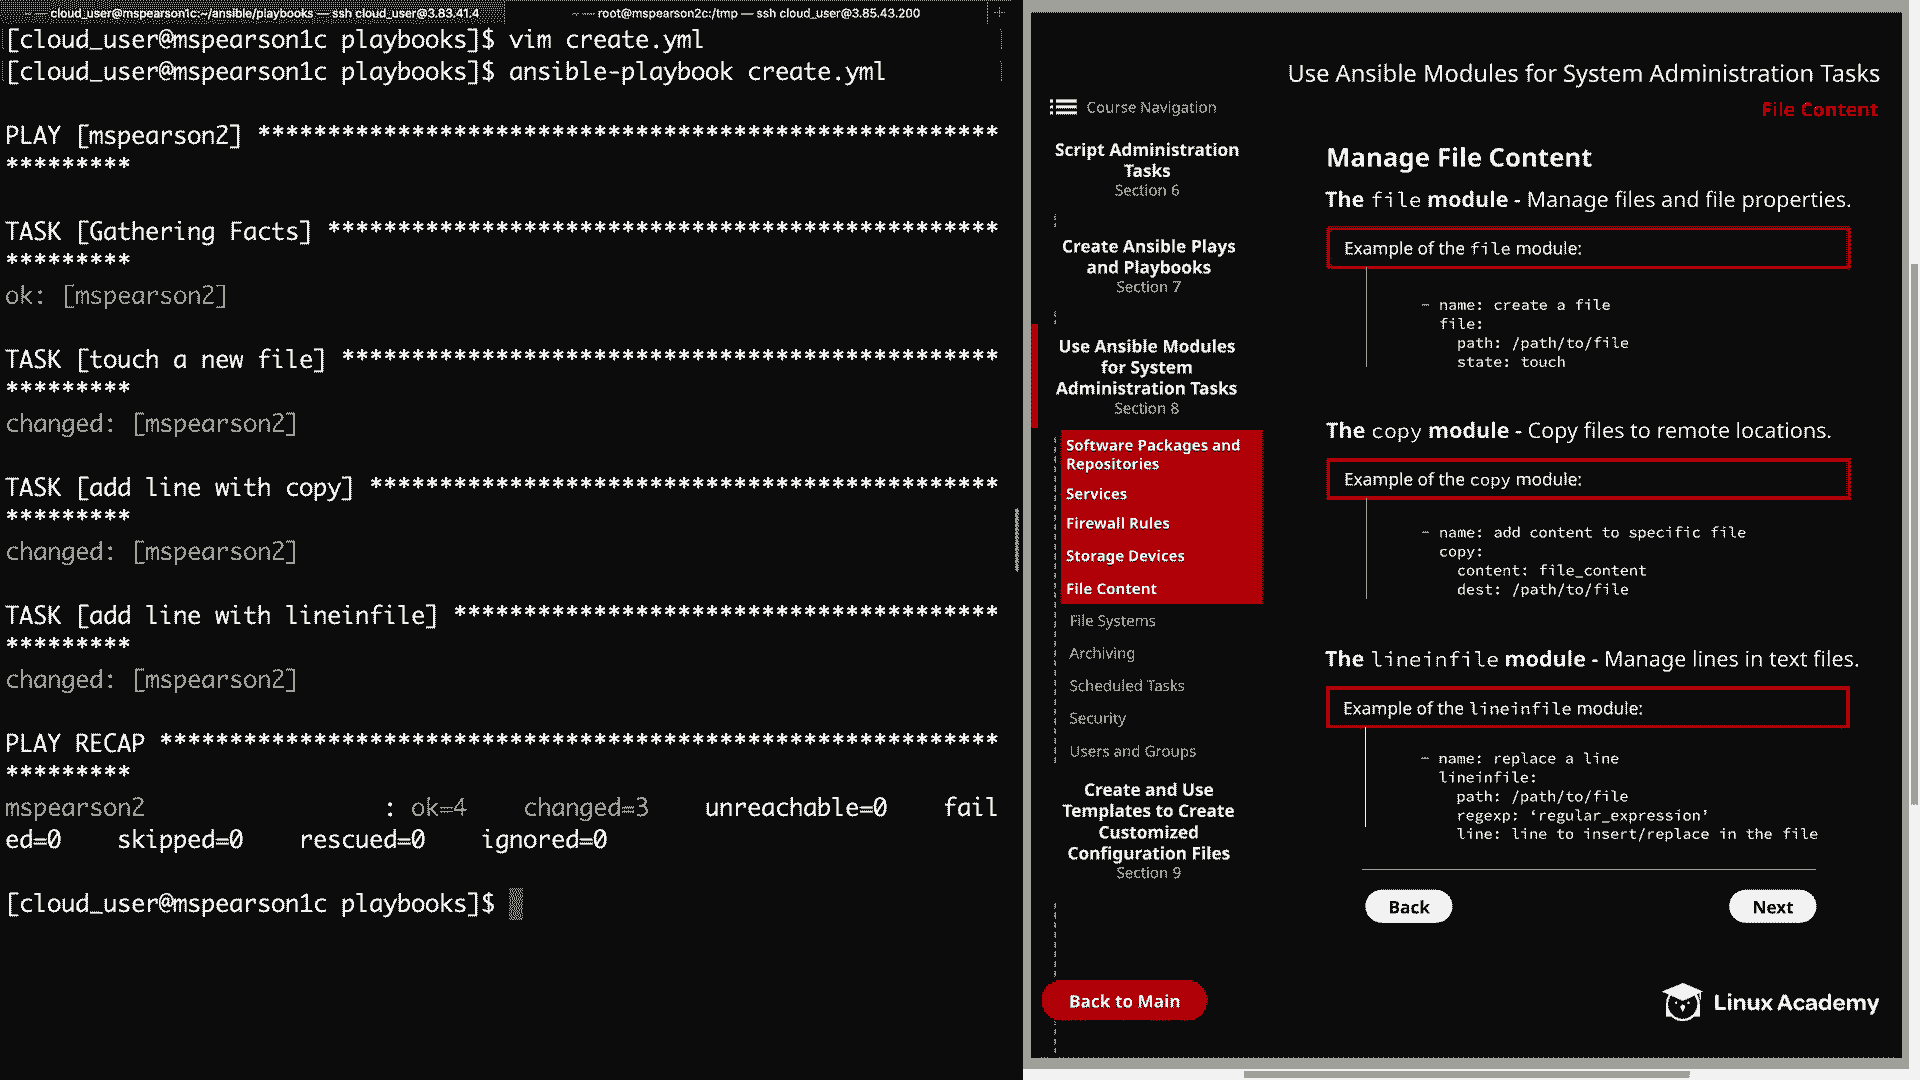 cloud_user@mspearson1c:~/ansible/playbooks — ssh cloud_user@3.83.41.4
root@mspearson2c:/tmp — ssh cloud_user@3.85.43.200
[cloud_user@mspearson1c playbooks]$ vim create.yml
[cloud_user@mspearson1c playbooks]$ ansible-playbook create.yml
PLAY [mspearson2] *****************************************************
*********
TASK [Gathering Facts] ************************************************
*********
ok: [mspearson2]
TASK [touch a new file] ***********************************************
*********
changed: [mspearson2]
TASK [add line with copy] *********************************************
*********
changed: [mspearson2]
TASK [add line with lineinfile] ***************************************
*********
changed: [mspearson2]
PLAY RECAP ************************************************************
*********
mspearson2 : ok=4 changed=3 unreachable=0 fail
ed=0 skipped=0 rescued=0 ignored=0
[cloud_user@mspearson1c playbooks]$
Use Ansible Modules for System Administration Tasks
File Content
Course Navigation
Script Administration
Tasks
Section 6
Create Ansible Plays
and Playbooks
Section 7
Use Ansible Modules
for System
Administration Tasks
Section 8
Software Packages and
Repositories
Services
Firewall Rules
Storage Devices
File Content
File Systems
Archiving
Scheduled Tasks
Security
Users and Groups
Create and Use
Templates to Create
Customized
Configuration Files
Section 9
Back to Main
Manage File Content
The file module - Manage files and file properties.
Example of the file module:
- name: create a file
file:
path: /path/to/file
state: touch
The copy module - Copy files to remote locations.
Example of the copy module:
- name: add content to specific file
copy:
content: file_content
dest: /path/to/file
The lineinfile module - Manage lines in text files.
Example of the lineinfile module:
- name: replace a line
lineinfile:
path: /path/to/file
regexp: ‘regular_expression’
line: line to insert/replace in the file
Back
Next
Linux Academy